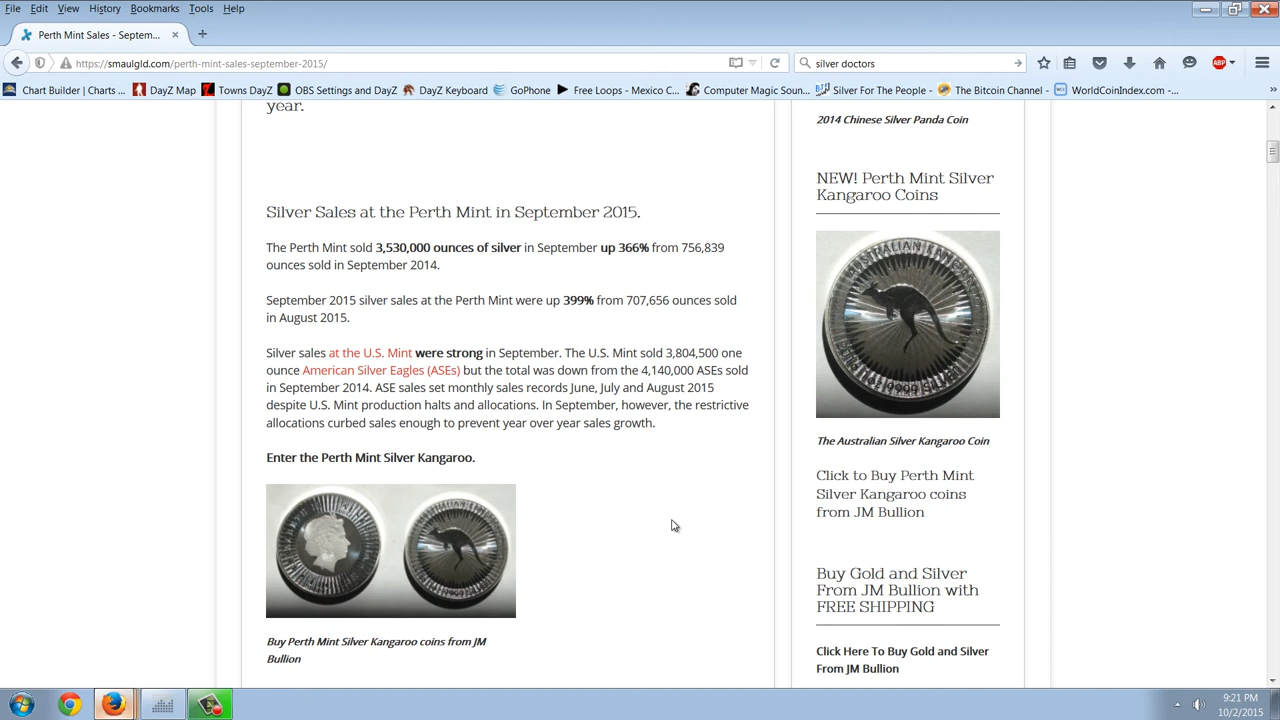 File Edit View History Bookmarks Tools Help
Perth Mint Sales - Septem...
https://smaulgld.com/perth-mint-sales-september-2015/
silver doctors
ABP
Chart Builder | Charts ...
DayZ Map
Towns DayZ
OBS Settings and DayZ
DayZ Keyboard
GoPhone
Free Loops - Mexico C...
Computer Magic Soun...
Silver For The People - ...
The Bitcoin Channel - ...
WorldCoinIndex.com -...
year.
Silver Sales at the Perth Mint in September 2015.
The Perth Mint sold 3,530,000 ounces of silver in September up 366% from 756,839
ounces sold in September 2014.
September 2015 silver sales at the Perth Mint were up 399% from 707,656 ounces sold
in August 2015.
Silver sales at the U.S. Mint were strong in September. The U.S. Mint sold 3,804,500 one
ounce American Silver Eagles (ASEs) but the total was down from the 4,140,000 ASEs sold
in September 2014. ASE sales set monthly sales records June, July and August 2015
despite U.S. Mint production halts and allocations. In September, however, the restrictive
allocations curbed sales enough to prevent year over year sales growth.
Enter the Perth Mint Silver Kangaroo.
Buy Perth Mint Silver Kangaroo coins from JM
Bullion
2014 Chinese Silver Panda Coin
NEW! Perth Mint Silver
Kangaroo Coins
AUSTRALIAN KANGAROO
The Australian Silver Kangaroo Coin
Click to Buy Perth Mint
Silver Kangaroo coins
from JM Bullion
Buy Gold and Silver
From JM Bullion with
FREE SHIPPING
Click Here To Buy Gold and Silver
From JM Bullion
9:21 PM
10/2/2015